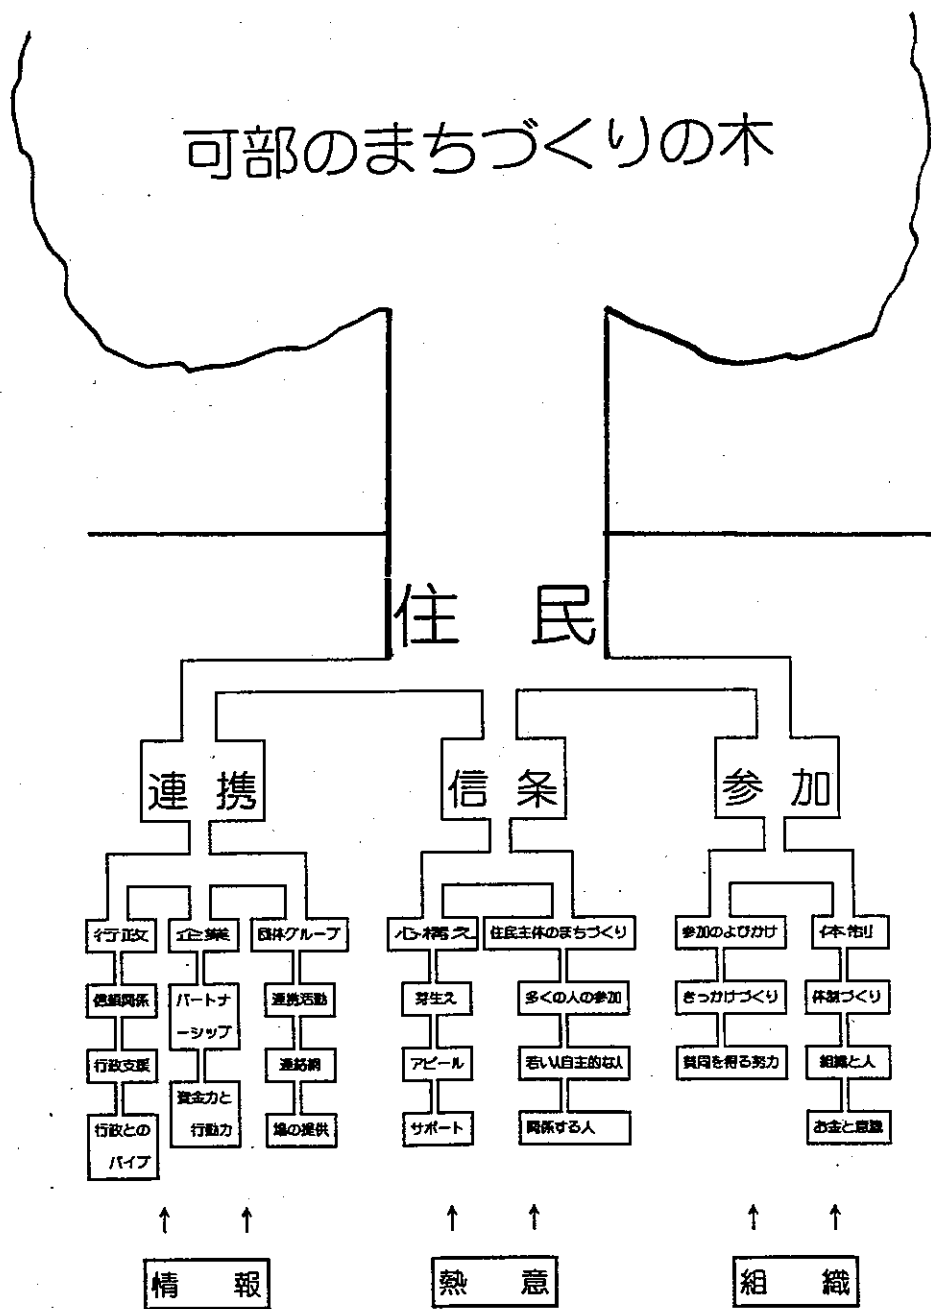 可部のまちづくりの木
住 民
連 携
信 条
参 加
行政
企業
団体グループ
心構え
住民主体のまちづくり
参加のよびかけ
体制
信頼関係
パートナ
ーシップ
連携活動
芽生え
多くの人の参加
きっかけづくり
体制づくり
行政支援
資金力と
行動力
連絡網
アピール
若い人自主的な人
賛同を得る努力
組織と人
行政との
パイプ
場の提供
サポート
関係する人
お金と意識
↑ ↑
↑ ↑
↑ ↑
情 報
熱 意
組 織